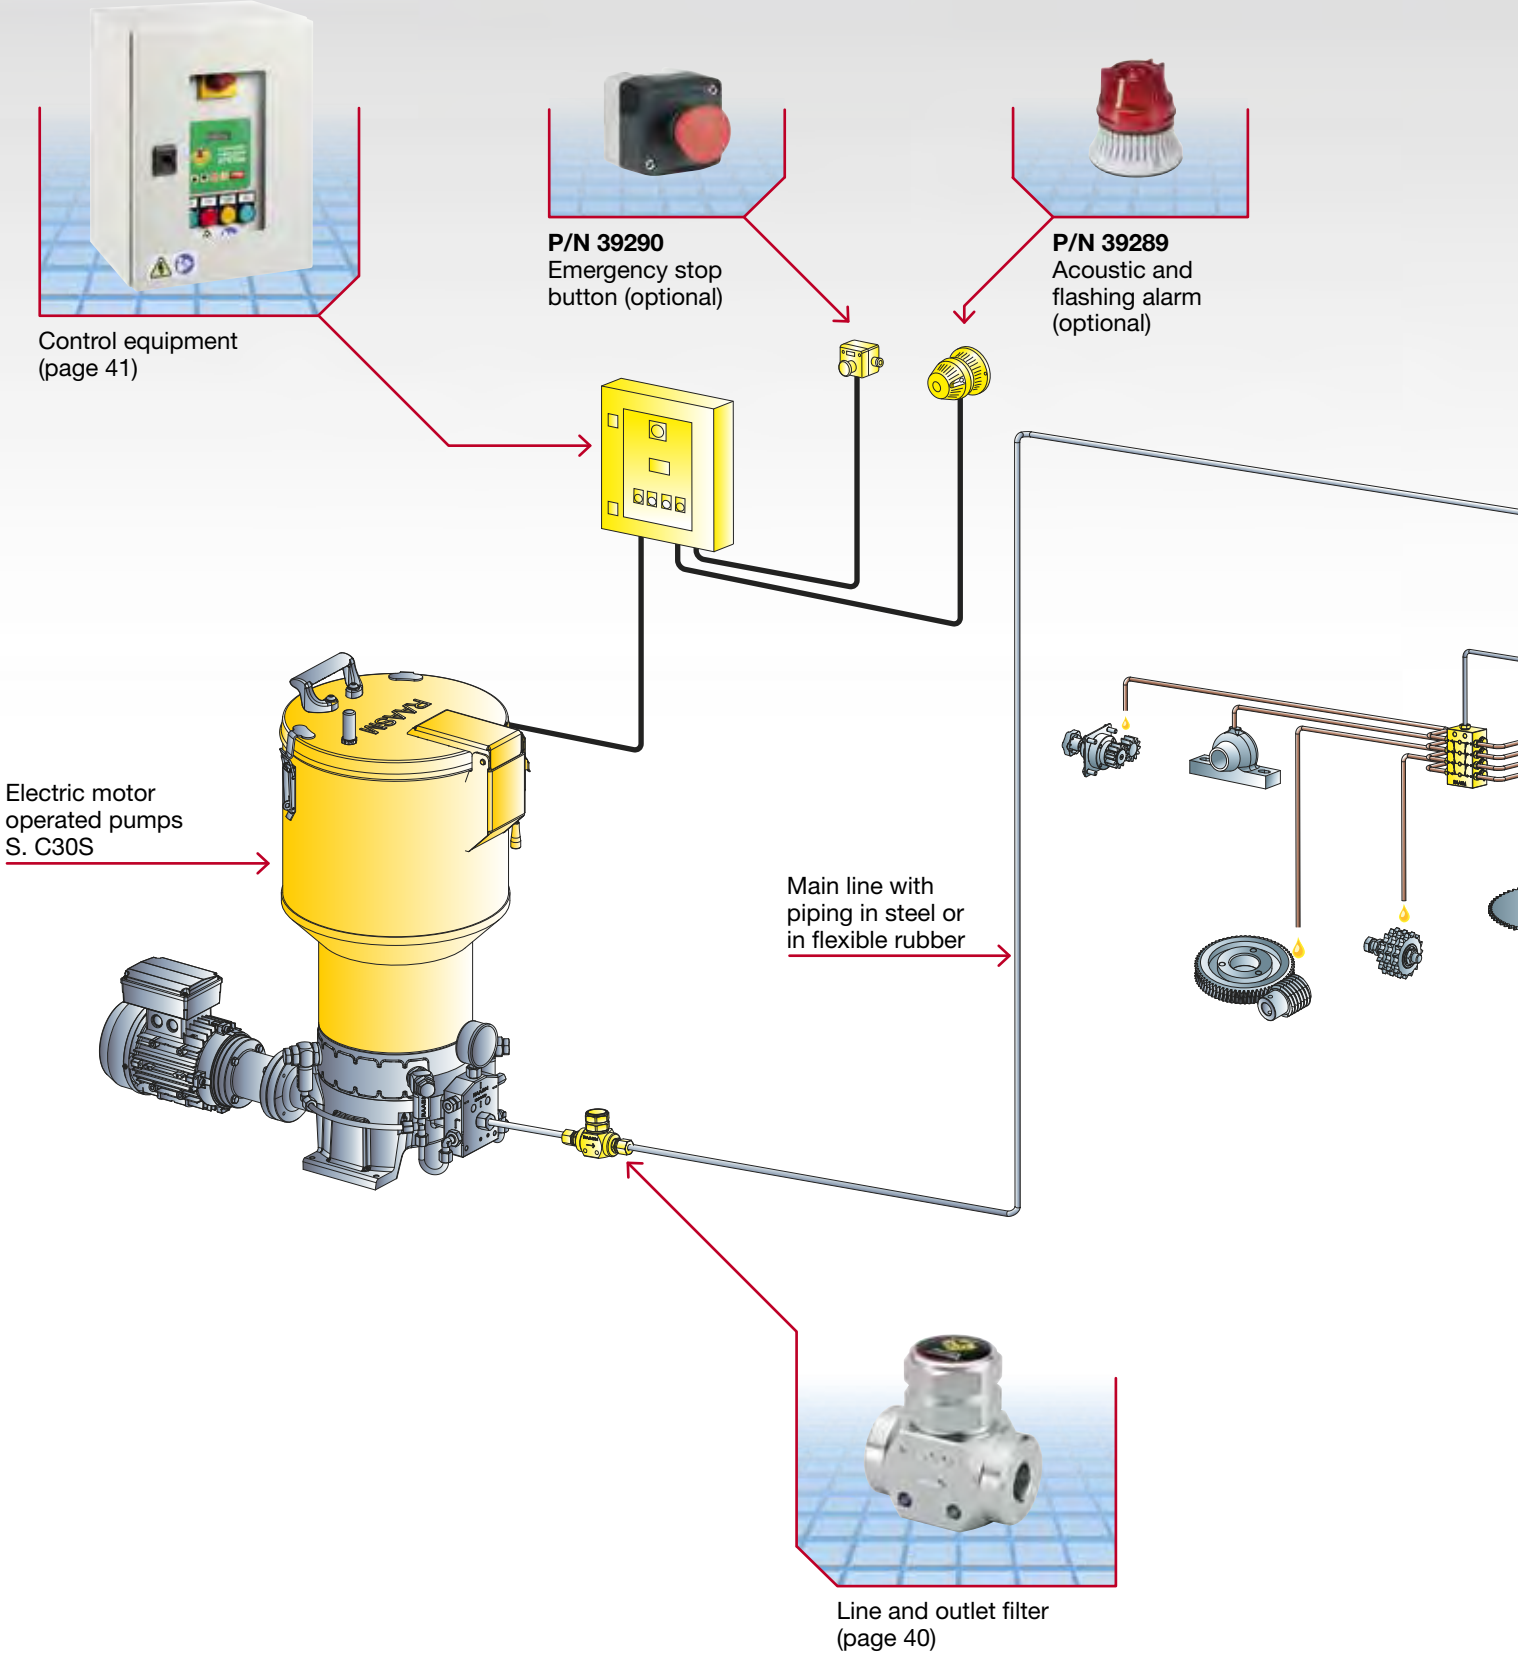 Control equipment
(page 41)
P/N 39290
Emergency stop
button (optional)
P/N 39289
Acoustic and
flashing alarm
(optional)
RAASM
Electric motor
operated pumps
S. C30S
Main line with
piping in steel or
in flexible rubber
Line and outlet filter
(page 40)